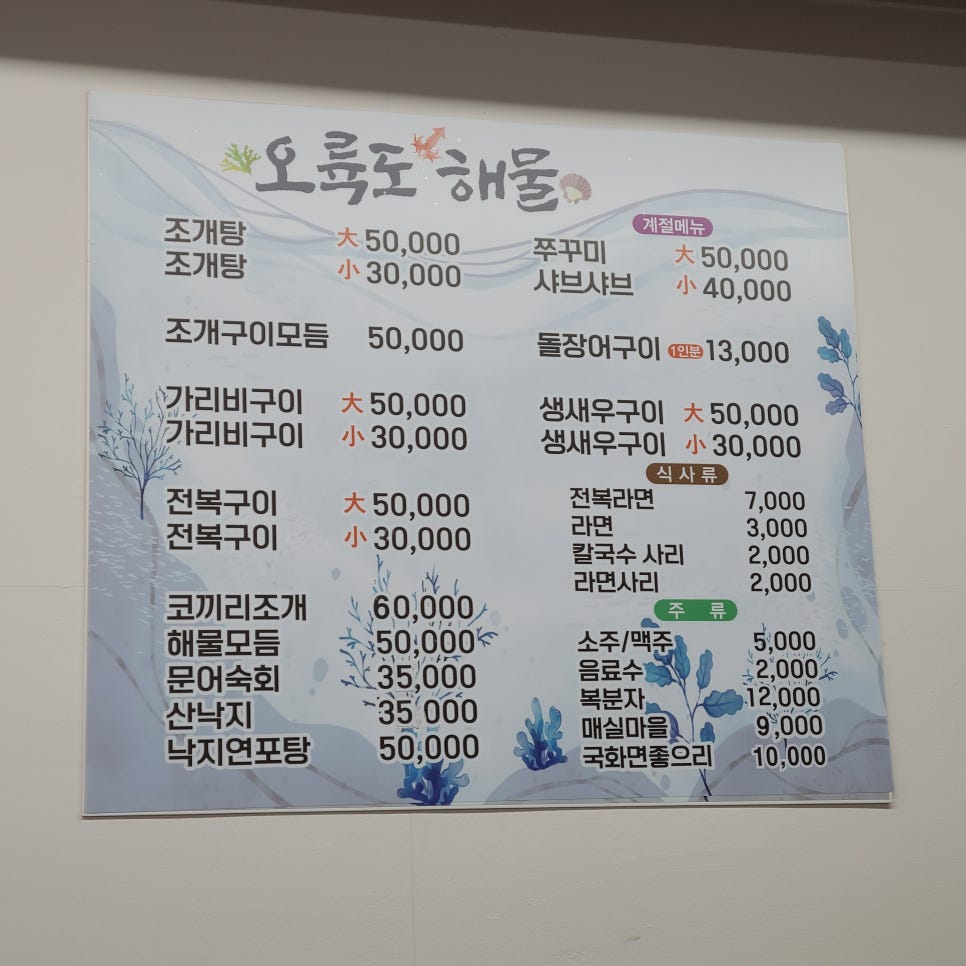 오륙도 해물
조개탕 大 50,000
조개탕 小 30,000
조개구이모듬 50,000
가리비구이 大 50,000
가리비구이 小 30,000
전복구이 大 50,000
전복구이 小 30,000
코끼리조개 60,000
해물모듬 50,000
문어숙회 35,000
산낙지 35,000
낙지연포탕 50,000
계절메뉴
쭈꾸미 大 50,000
샤브샤브 小 40,000
돌장어구이 1인분 13,000
생새우구이 大 50,000
생새우구이 小 30,000
식사류
전복라면 7,000
라면 3,000
칼국수 사리 2,000
라면사리 2,000
주 류
소주/맥주 5,000
음료수 2,000
복분자 12,000
매실마을 9,000
국화면좋으리 10,000